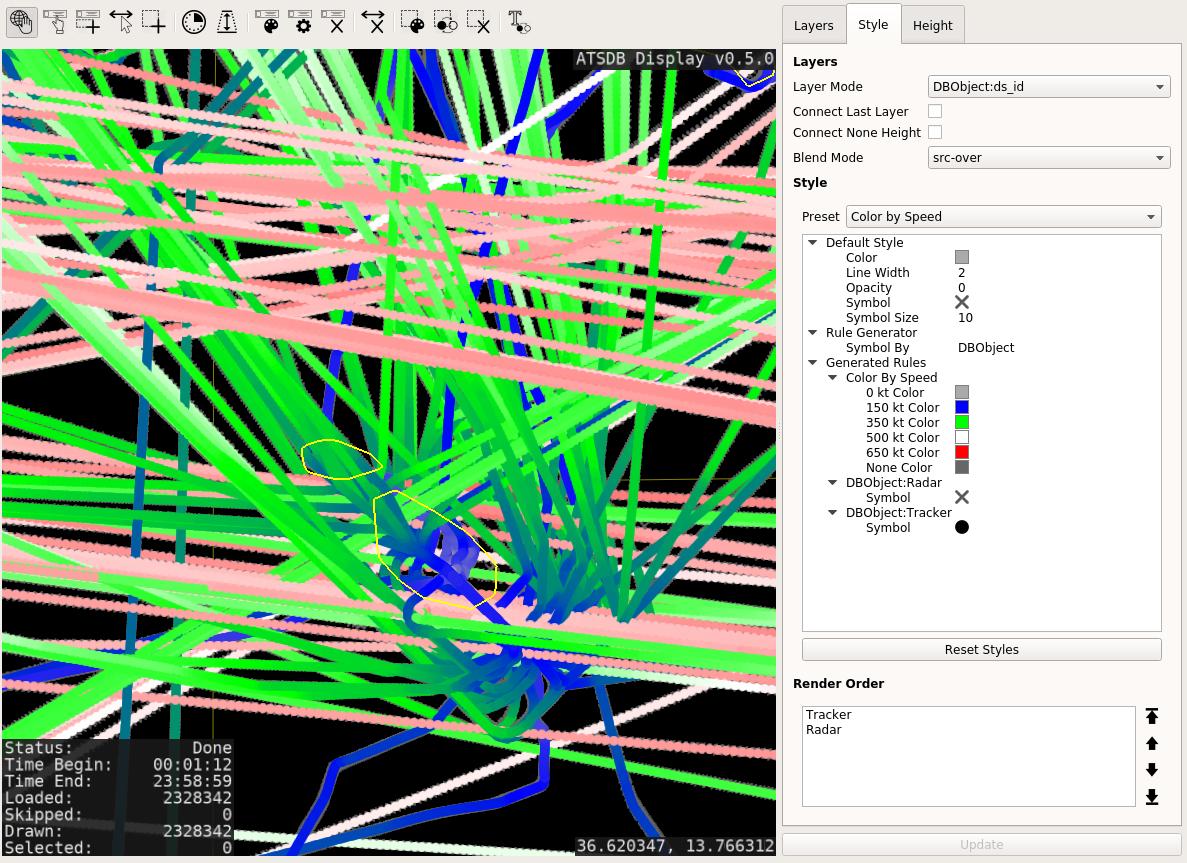 ATSDB Display v0.5.0
Status: Done
Time Begin: 00:01:12
Time End: 23:58:59
Loaded: 2328342
Skipped: 0
Drawn: 2328342
Selected: 0
36.620347, 13.766312
Layers Style Height
Layers
Layer Mode DBObject:ds_id
Connect Last Layer
Connect None Height
Blend Mode src-over
Style
Preset Color by Speed
Default Style
Color
Line Width 2
Opacity 0
Symbol
Symbol Size 10
Rule Generator
Symbol By DBObject
Generated Rules
Color By Speed
0 kt Color
150 kt Color
350 kt Color
500 kt Color
650 kt Color
None Color
DBObject:Radar
Symbol
DBObject:Tracker
Symbol
Reset Styles
Render Order
Tracker
Radar
Update